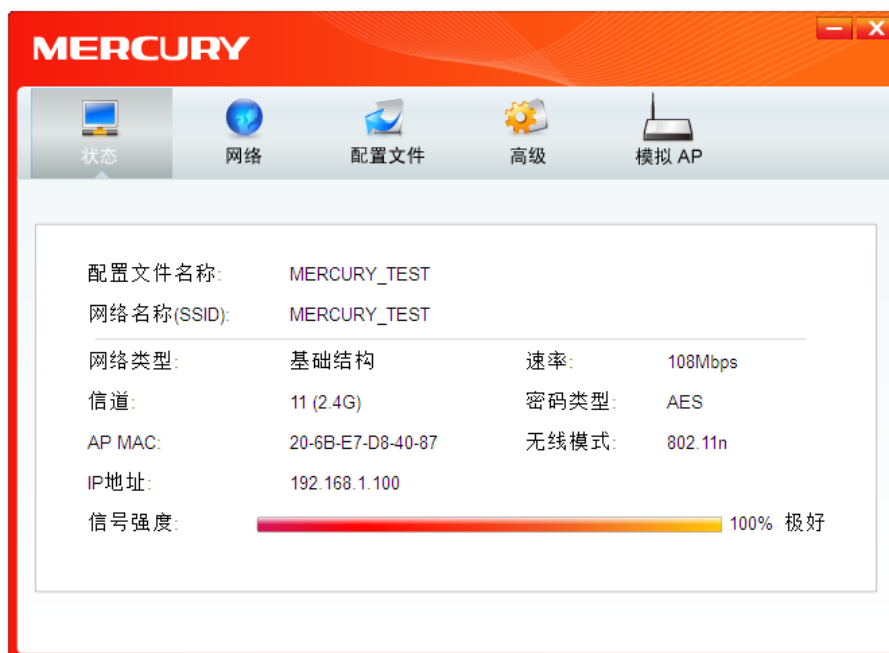 MERCURY
状态 网络 配置文件 高级 模拟 AP
配置文件名称: MERCURY_TEST
网络名称(SSID): MERCURY_TEST
网络类型: 基础结构 速率: 108Mbps
信道: 11 (2.4G) 密码类型: AES
AP MAC: 20-6B-E7-D8-40-87 无线模式: 802.11n
IP地址: 192.168.1.100
信号强度: 100% 极好